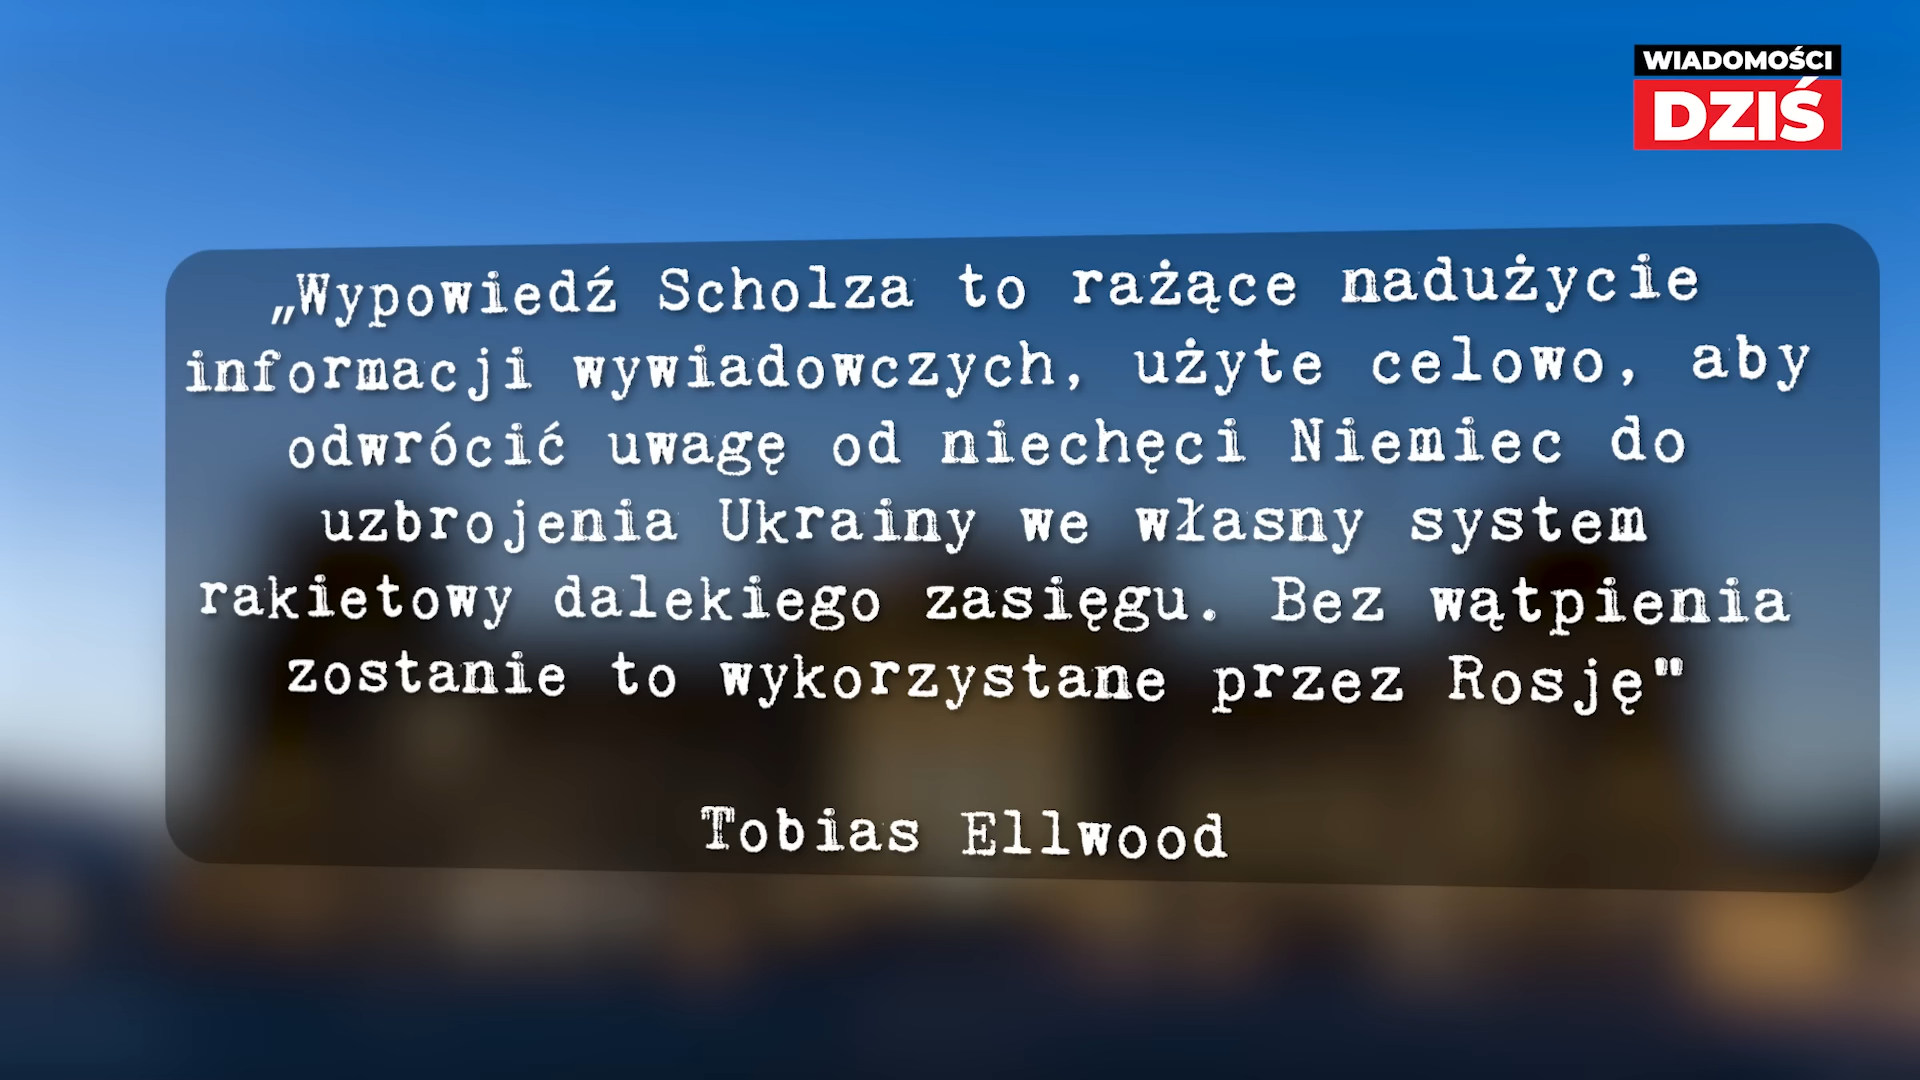 WIADOMOŚCI
DZIŚ
„Wypowiedź Scholza to rażące nadużycie
informacji wywiadowczych, użyte celowo, aby
odwrócić uwagę od niechęci Niemiec do
uzbrojenia Ukrainy we własny system
rakietowy dalekiego zasięgu. Bez wątpienia
zostanie to wykorzystane przez Rosję"
Tobias Ellwood